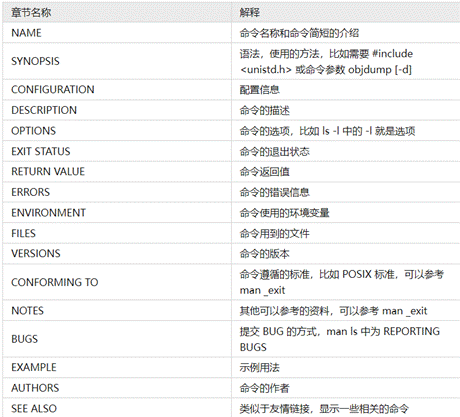 章节名称 解释
NAME 命令名称和命令简短的介绍
SYNOPSIS 语法，使用的方法，比如需要 #include
<unistd.h> 或命令参数 objdump [-d]
CONFIGURATION 配置信息
DESCRIPTION 命令的描述
OPTIONS 命令的选项，比如 ls -l 中的 -l 就是选项
EXIT STATUS 命令的退出状态
RETURN VALUE 命令返回值
ERRORS 命令的错误信息
ENVIRONMENT 命令使用的环境变量
FILES 命令用到的文件
VERSIONS 命令的版本
CONFORMING TO 命令遵循的标准，比如 POSIX 标准，可以参考
man _exit
NOTES 其他可以参考的资料，可以参考 man _exit
BUGS 提交 BUG 的方式，man ls 中为 REPORTING
BUGS
EXAMPLE 示例用法
AUTHORS 命令的作者
SEE ALSO 类似于友情链接，显示一些相关的命令